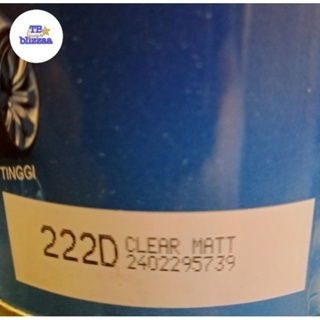 TB
blizzaa
TINGGI
222D CLEAR MATT
2402295739